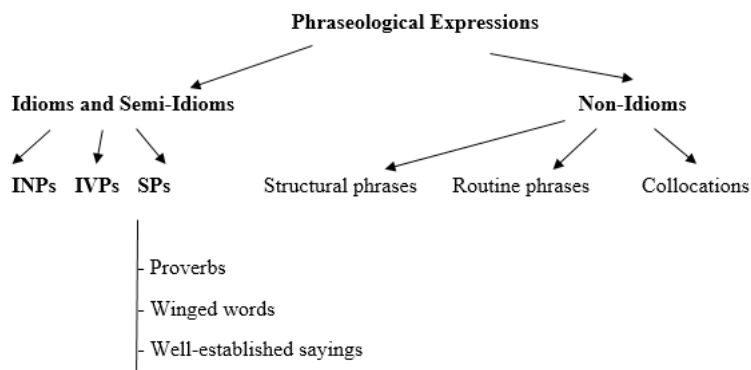 Phraseological Expressions
Idioms and Semi-Idioms Non-Idioms
INPs IVPs SPs Structural phrases Routine phrases Collocations
- Proverbs
- Winged words
- Well-established sayings